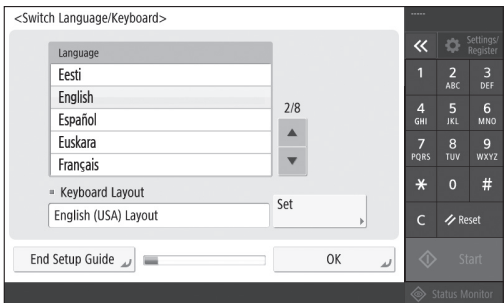 <Switch Language/Keyboard>
Language
Eesti
English
Español
Euskara
Français
2/8
Keyboard Layout
English (USA) Layout
Set
End Setup Guide
OK
-----
Settings/
Register
1
2
ABC
3
DEF
4
GHI
5
JKL
6
MNO
7
PQRS
8
TUV
9
WXYZ
*
0
#
C
Reset
Start
Status Monitor